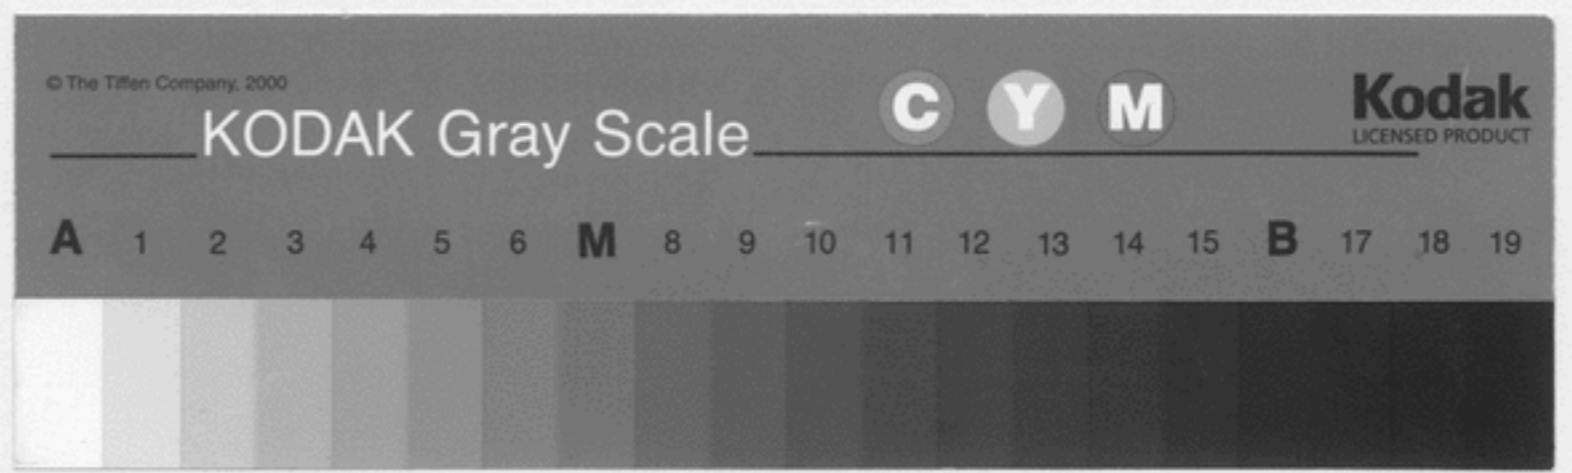 © The Tiffen Company, 2000
KODAK Gray Scale
C Y M
Kodak
LICENSED PRODUCT
A 1 2 3 4 5 6 M 8 9 10 11 12 13 14 15 B 17 18 19